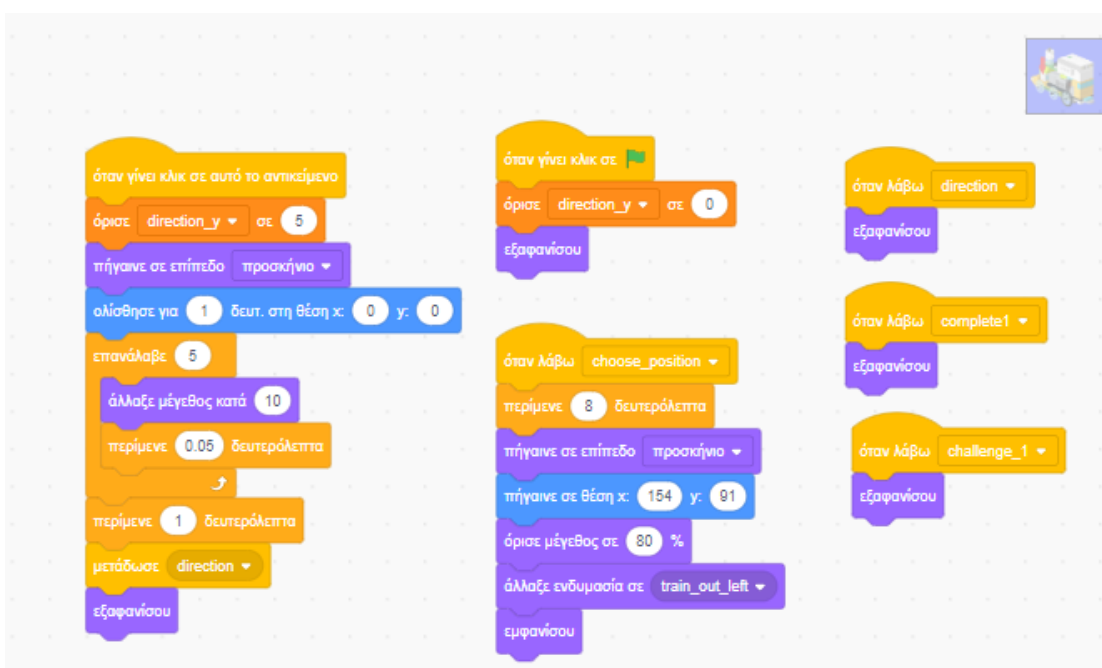 όταν γίνει κλικ σε αυτό το αντικείμενο
όρισε direction_y σε 5
πήγαινε σε επίπεδο προσκήνιο
ολίσθησε για 1 δευτ. στη θέση x: 0 y: 0
επανάλαβε 5
άλλαξε μέγεθος κατά 10
περίμενε 0.05 δευτερόλεπτα
περίμενε 1 δευτερόλεπτα
μετάδωσε direction
εξαφανίσου
όταν γίνει κλικ σε
όρισε direction_y σε 0
εξαφανίσου
όταν λάβω choose_position
περίμενε 8 δευτερόλεπτα
πήγαινε σε επίπεδο προσκήνιο
πήγαινε σε θέση x: 154 y: 91
όρισε μέγεθος σε 80 %
άλλαξε ενδυμασία σε train_out_left
εμφανίσου
όταν λάβω direction
εξαφανίσου
όταν λάβω complete1
εξαφανίσου
όταν λάβω challenge_1
εξαφανίσου